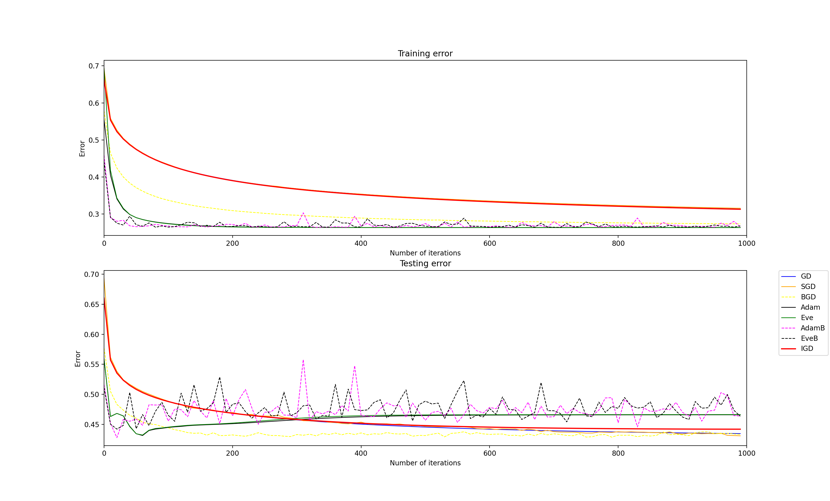 Training error
0.7
0.6
0.5
0.4
0.3
Error
0 200 400 600 800 1000
Number of iterations
Testing error
0.70
0.65
0.60
0.55
0.50
0.45
Error
0 200 400 600 800 1000
Number of iterations
GD
SGD
BGD
Adam
Eve
AdamB
EveB
IGD